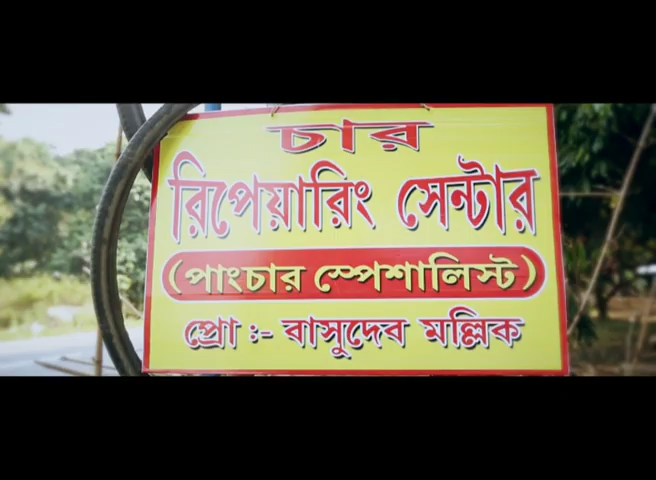 চার
রিপেয়ারিং সেন্টার
(পাংচার স্পেশালিস্ট)
প্রো :- বাসুদেব মল্লিক